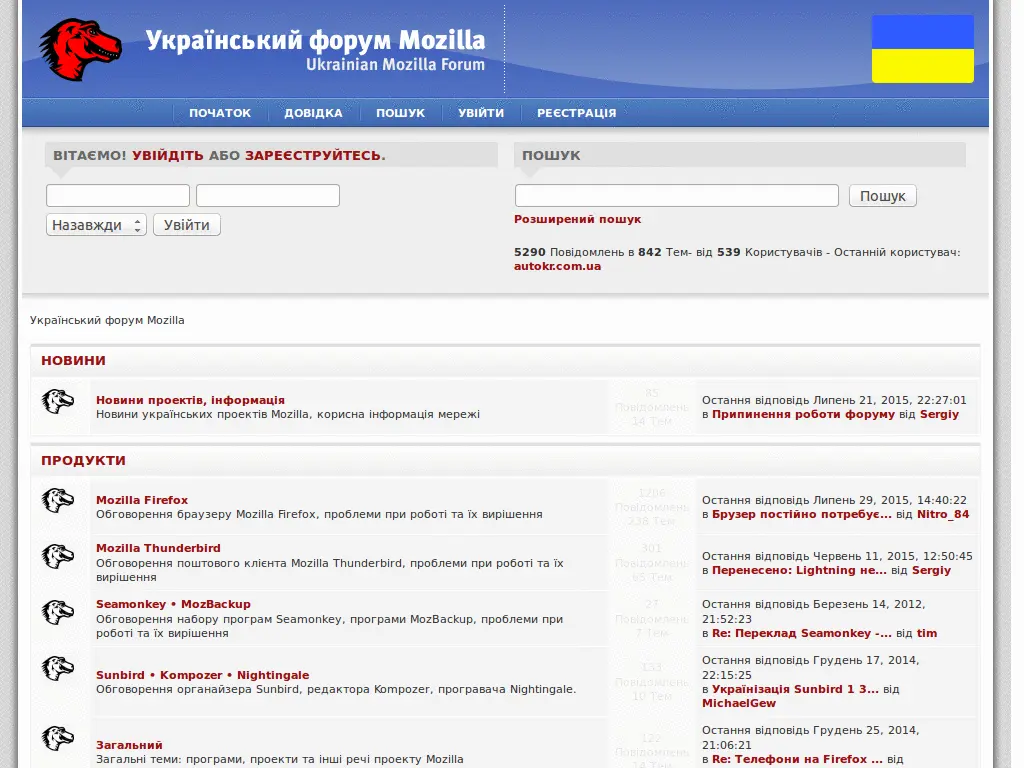 Український форум Mozilla
Ukrainian Mozilla Forum
ПОЧАТОК ДОВІДКА ПОШУК УВІЙТИ РЕЄСТРАЦІЯ
ВІТАЄМО! УВІЙДІТЬ АБО ЗАРЕЄСТРУЙТЕСЬ.
Назавжди Увійти
ПОШУК
Пошук
Розширений пошук
5290 Повідомлень в 842 Тем- від 539 Користувачів - Останній користувач:
autokr.com.ua
Український форум Mozilla
НОВИНИ
Новини проектів, інформація
Новини українських проектів Mozilla, корисна інформація мережі
85
Повідомлень
14 Тем
Остання відповідь Липень 21, 2015, 22:27:01
в Припинення роботи форуму від Sergiy
ПРОДУКТИ
Mozilla Firefox
Обговорення браузеру Mozilla Firefox, проблеми при роботі та їх вирішення
1286
Повідомлень
238 Тем
Остання відповідь Липень 29, 2015, 14:40:22
в Брузер постійно потребує... від Nitro_84
Mozilla Thunderbird
Обговорення поштового клієнта Mozilla Thunderbird, проблеми при роботі та їх
вирішення
301
Повідомлень
65 Тем
Остання відповідь Червень 11, 2015, 12:50:45
в Перенесено: Lightning не... від Sergiy
Seamonkey • MozBackup
Обговорення набору програм Seamonkey, програми MozBackup, проблеми при
роботі та їх вирішення
27
Повідомлень
7 Тем
Остання відповідь Березень 14, 2012,
21:52:23
в Re: Переклад Seamonkey -... від tim
Sunbird • Kompozer • Nightingale
Обговорення органайзера Sunbird, редактора Kompozer, програвача Nightingale.
133
Повідомлень
10 Тем
Остання відповідь Грудень 17, 2014,
22:15:25
в Українізація Sunbird 1 3... від
MichaelGew
Загальний
Загальні теми: програми, проекти та інші речі проекту Mozilla
122
Повідомлень
14 Тем
Остання відповідь Грудень 25, 2014,
21:06:21
в Re: Телефони на Firefox ... від